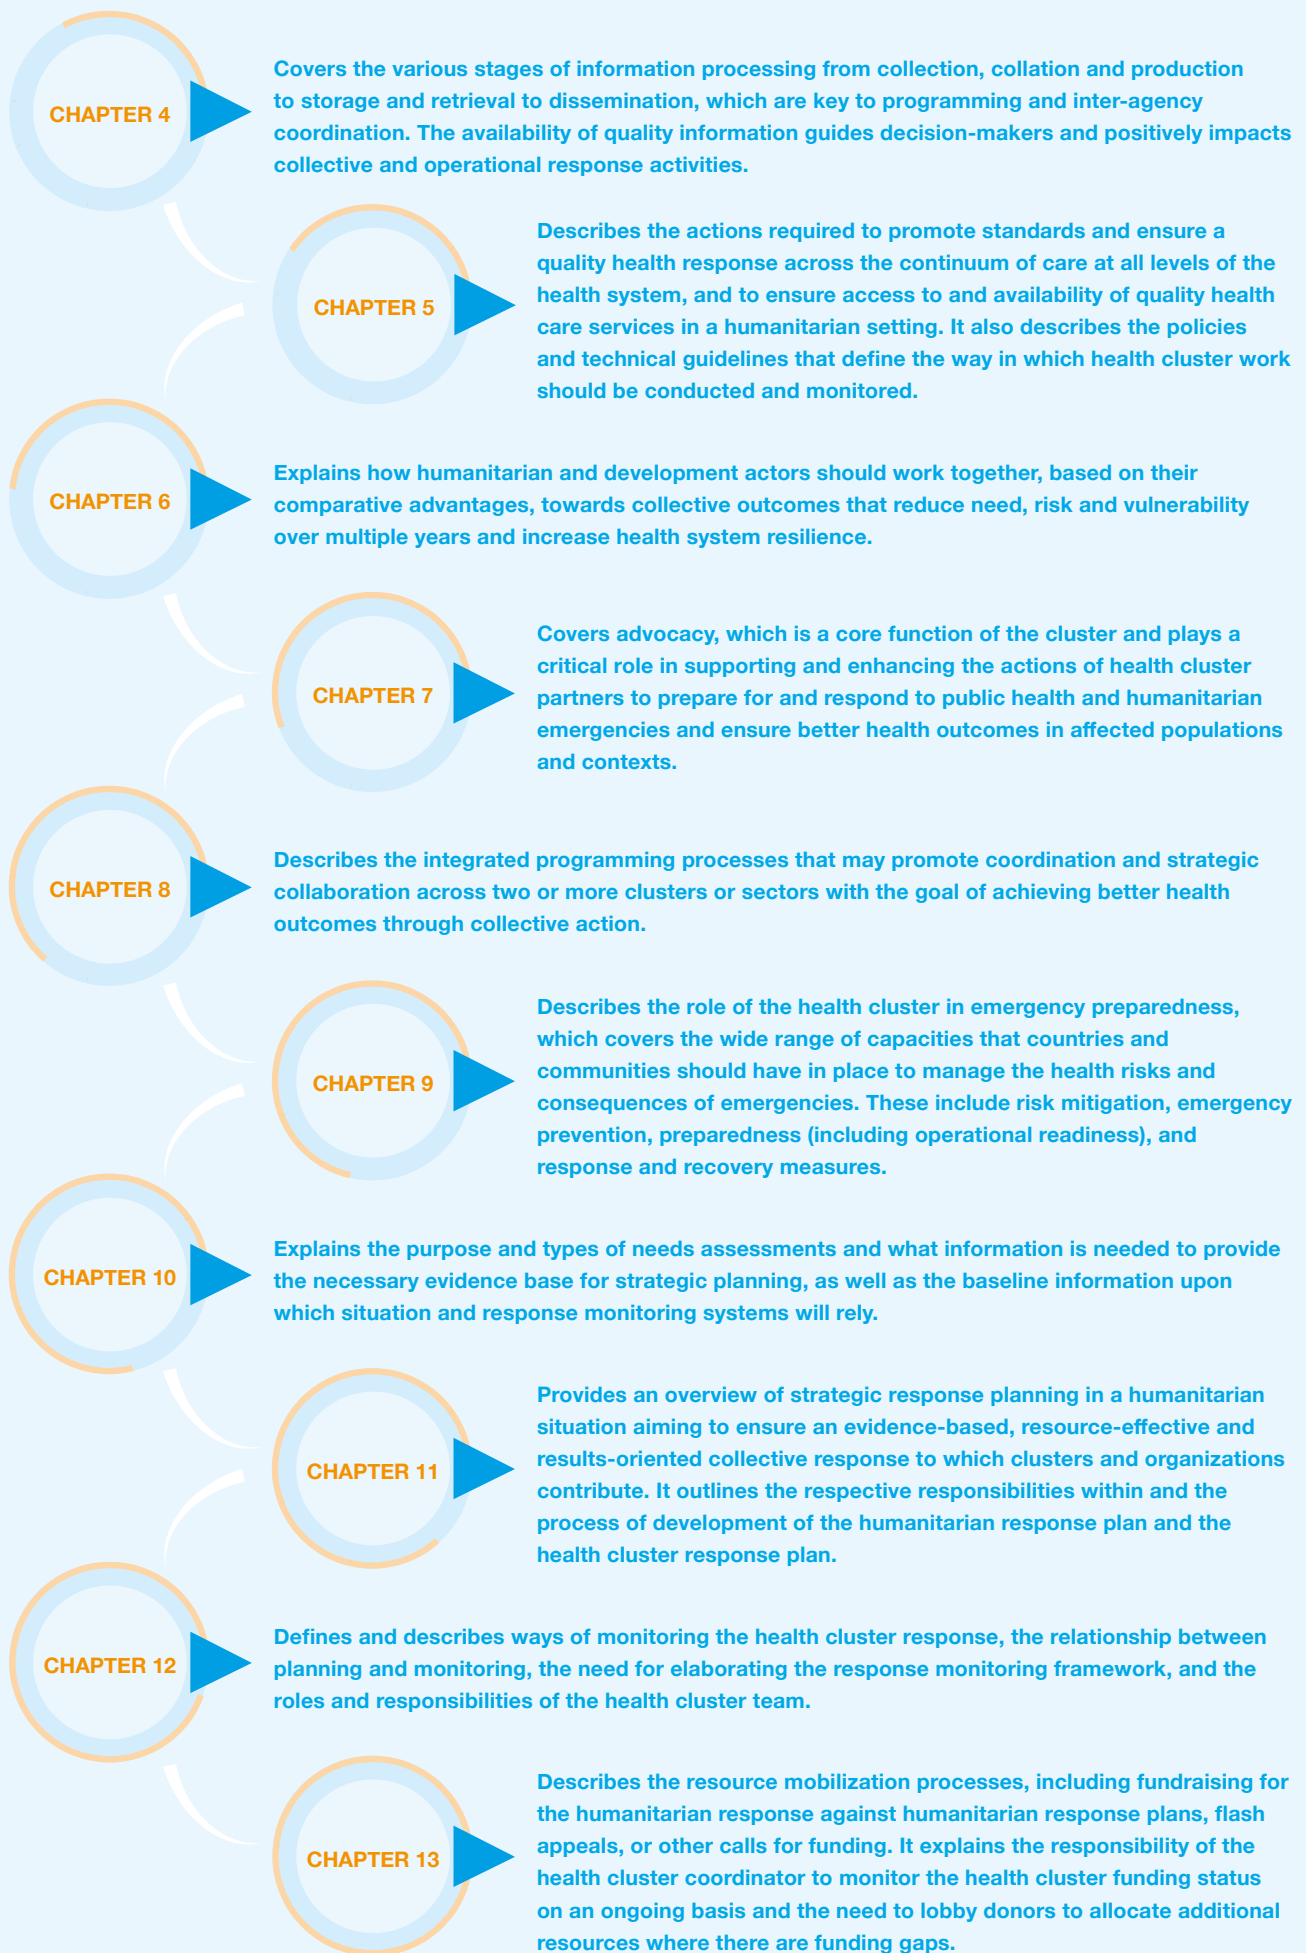 CHAPTER 4
Covers the various stages of information processing from collection, collation and production
to storage and retrieval to dissemination, which are key to programming and inter-agency
coordination. The availability of quality information guides decision-makers and positively impacts
collective and operational response activities.
CHAPTER 5
Describes the actions required to promote standards and ensure a
quality health response across the continuum of care at all levels of the
health system, and to ensure access to and availability of quality health
care services in a humanitarian setting. It also describes the policies
and technical guidelines that define the way in which health cluster work
should be conducted and monitored.
CHAPTER 6
Explains how humanitarian and development actors should work together, based on their
comparative advantages, towards collective outcomes that reduce need, risk and vulnerability
over multiple years and increase health system resilience.
CHAPTER 7
Covers advocacy, which is a core function of the cluster and plays a
critical role in supporting and enhancing the actions of health cluster
partners to prepare for and respond to public health and humanitarian
emergencies and ensure better health outcomes in affected populations
and contexts.
CHAPTER 8
Describes the integrated programming processes that may promote coordination and strategic
collaboration across two or more clusters or sectors with the goal of achieving better health
outcomes through collective action.
CHAPTER 9
Describes the role of the health cluster in emergency preparedness,
which covers the wide range of capacities that countries and
communities should have in place to manage the health risks and
consequences of emergencies. These include risk mitigation, emergency
prevention, preparedness (including operational readiness), and
response and recovery measures.
CHAPTER 10
Explains the purpose and types of needs assessments and what information is needed to provide
the necessary evidence base for strategic planning, as well as the baseline information upon
which situation and response monitoring systems will rely.
CHAPTER 11
Provides an overview of strategic response planning in a humanitarian
situation aiming to ensure an evidence-based, resource-effective and
results-oriented collective response to which clusters and organizations
contribute. It outlines the respective responsibilities within and the
process of development of the humanitarian response plan and the
health cluster response plan.
CHAPTER 12
Defines and describes ways of monitoring the health cluster response, the relationship between
planning and monitoring, the need for elaborating the response monitoring framework, and the
roles and responsibilities of the health cluster team.
CHAPTER 13
Describes the resource mobilization processes, including fundraising for
the humanitarian response against humanitarian response plans, flash
appeals, or other calls for funding. It explains the responsibility of the
health cluster coordinator to monitor the health cluster funding status
on an ongoing basis and the need to lobby donors to allocate additional
resources where there are funding gaps.